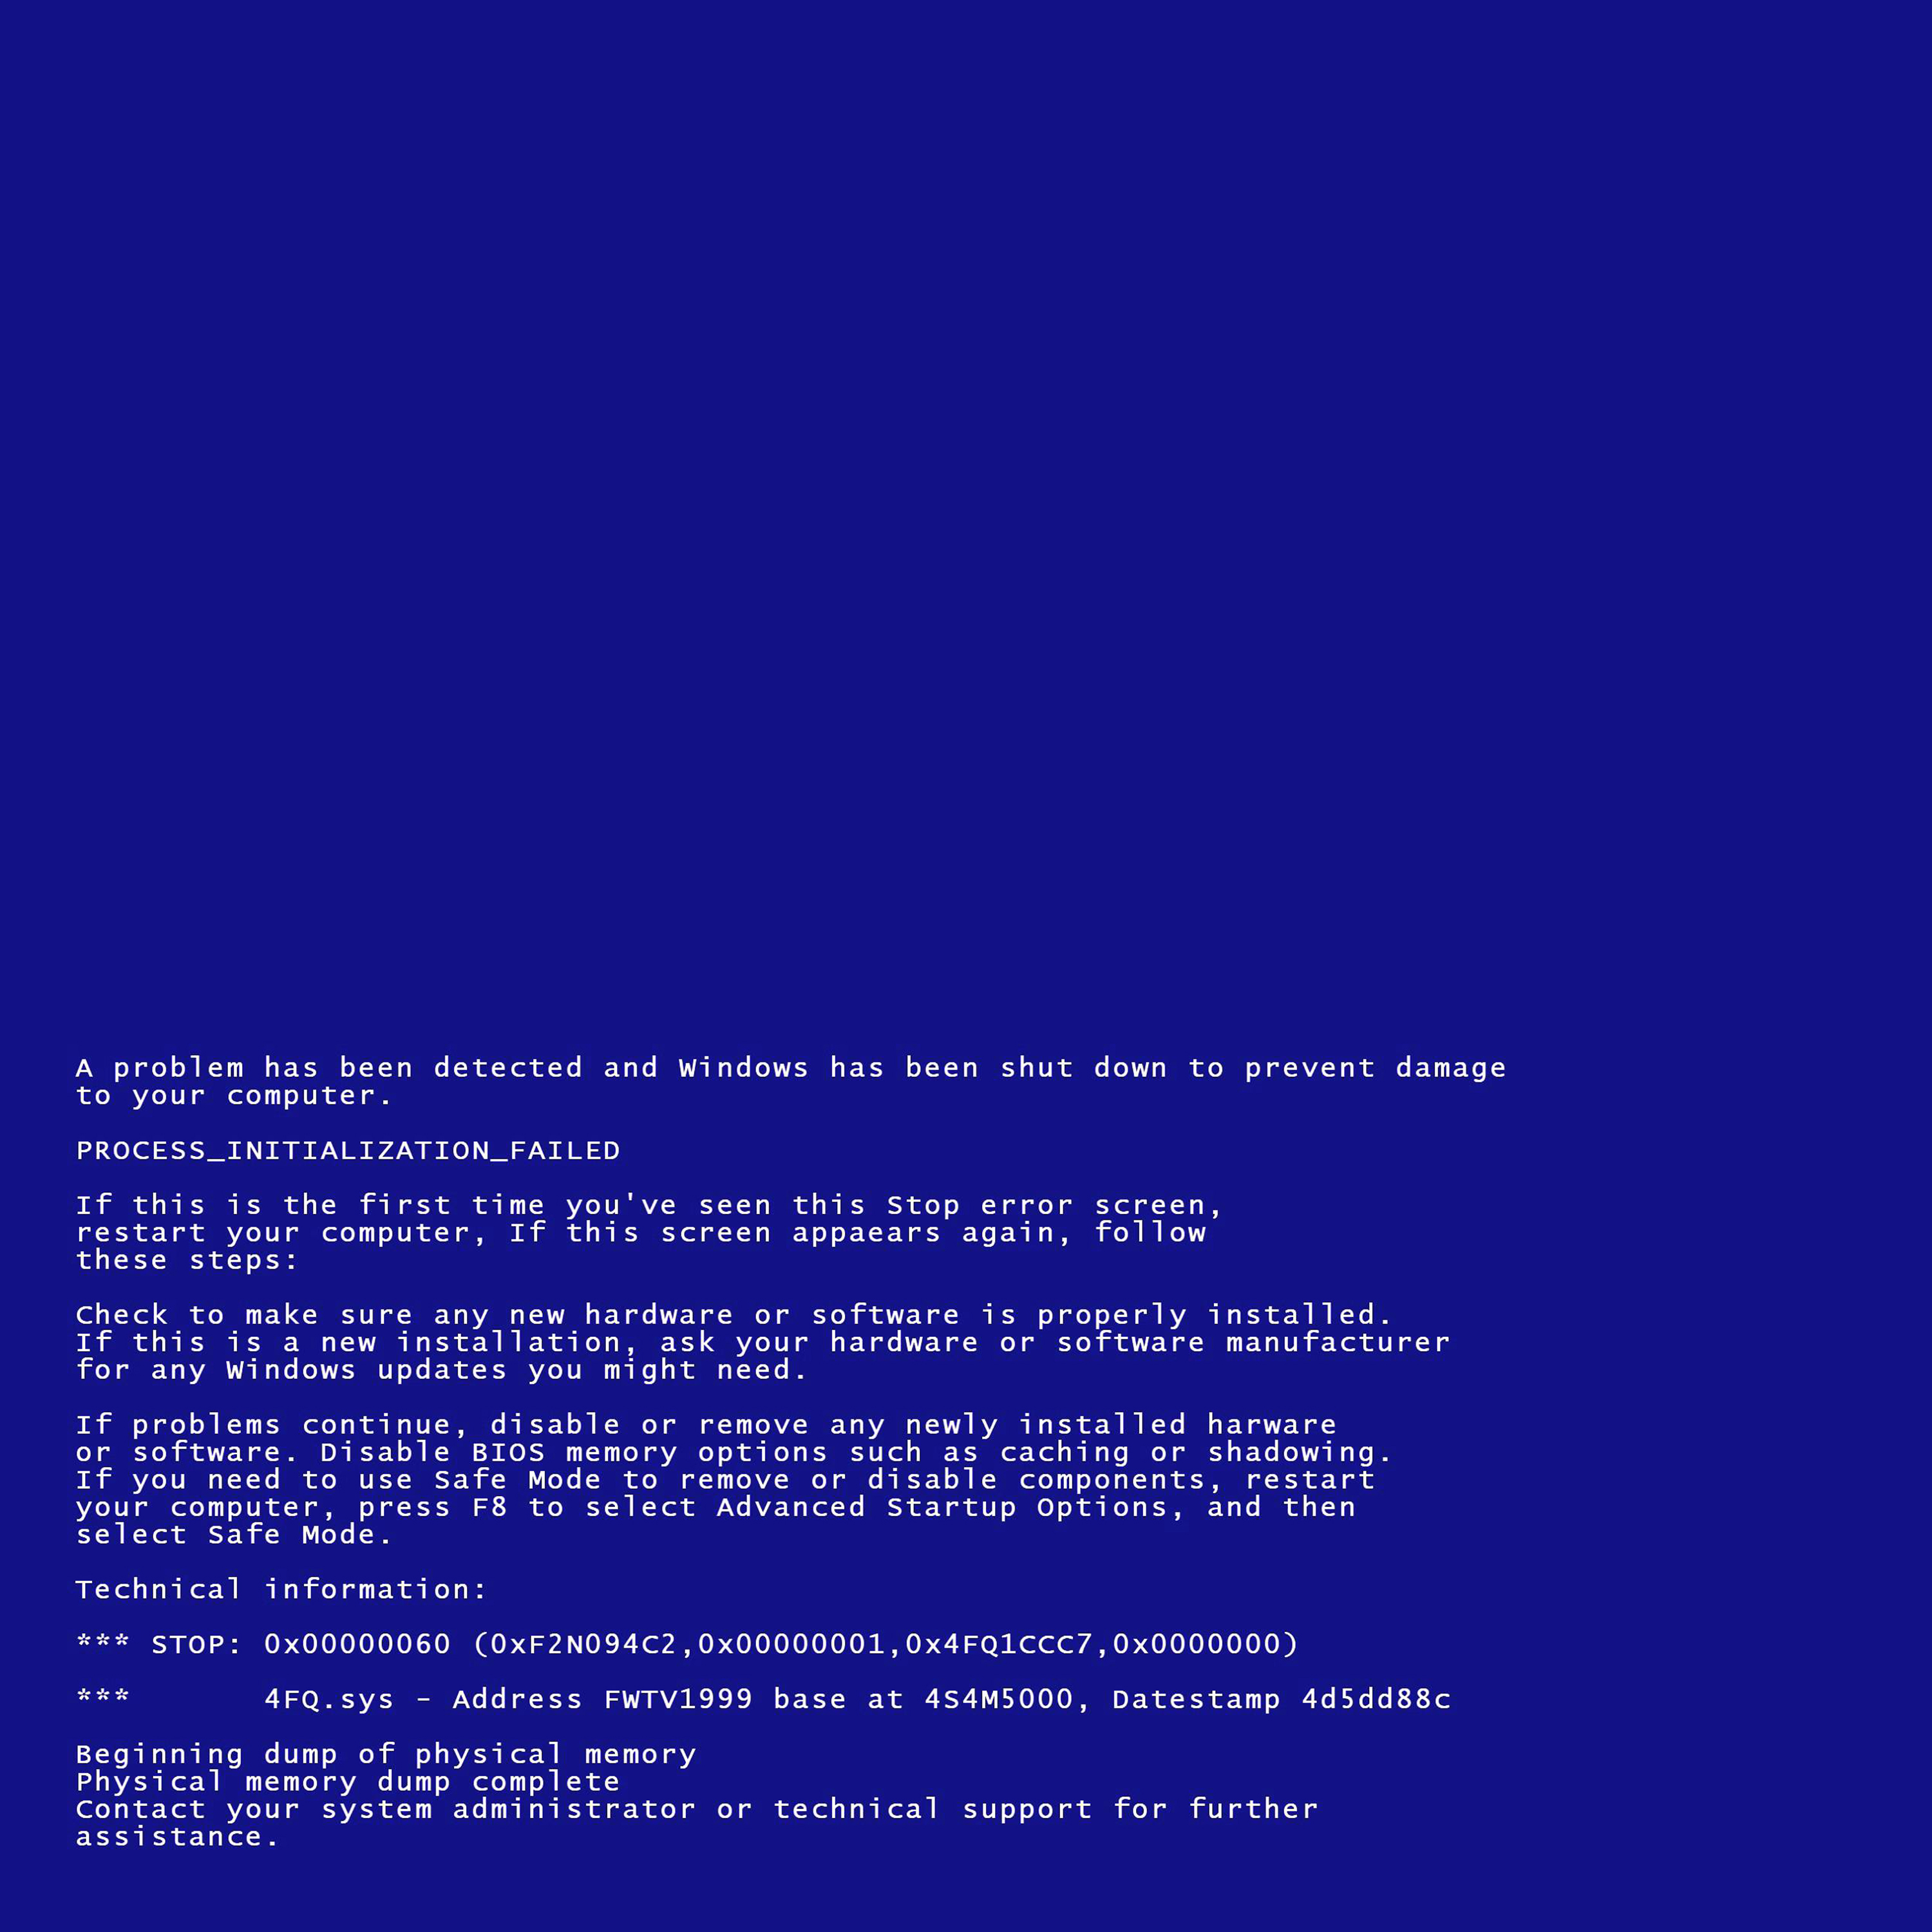 A problem has been detected and Windows has been shut down to prevent damage
to your computer.
PROCESS_INITIALIZATION_FAILED
If this is the first time you've seen this Stop error screen,
restart your computer, If this screen appaears again, follow
these steps:
Check to make sure any new hardware or software is properly installed.
If this is a new installation, ask your hardware or software manufacturer
for any Windows updates you might need.
If problems continue, disable or remove any newly installed harware
or software. Disable BIOS memory options such as caching or shadowing.
If you need to use Safe Mode to remove or disable components, restart
your computer, press F8 to select Advanced Startup Options, and then
select Safe Mode.
Technical information:
*** STOP: 0x00000060 (0xF2N094C2,0x00000001,0x4FQ1CCC7,0x0000000)
***       4FQ.sys – Address FWTV1999 base at 4S4M5000, Datestamp 4d5dd88c
Beginning dump of physical memory
Physical memory dump complete
Contact your system administrator or technical support for further
assistance.